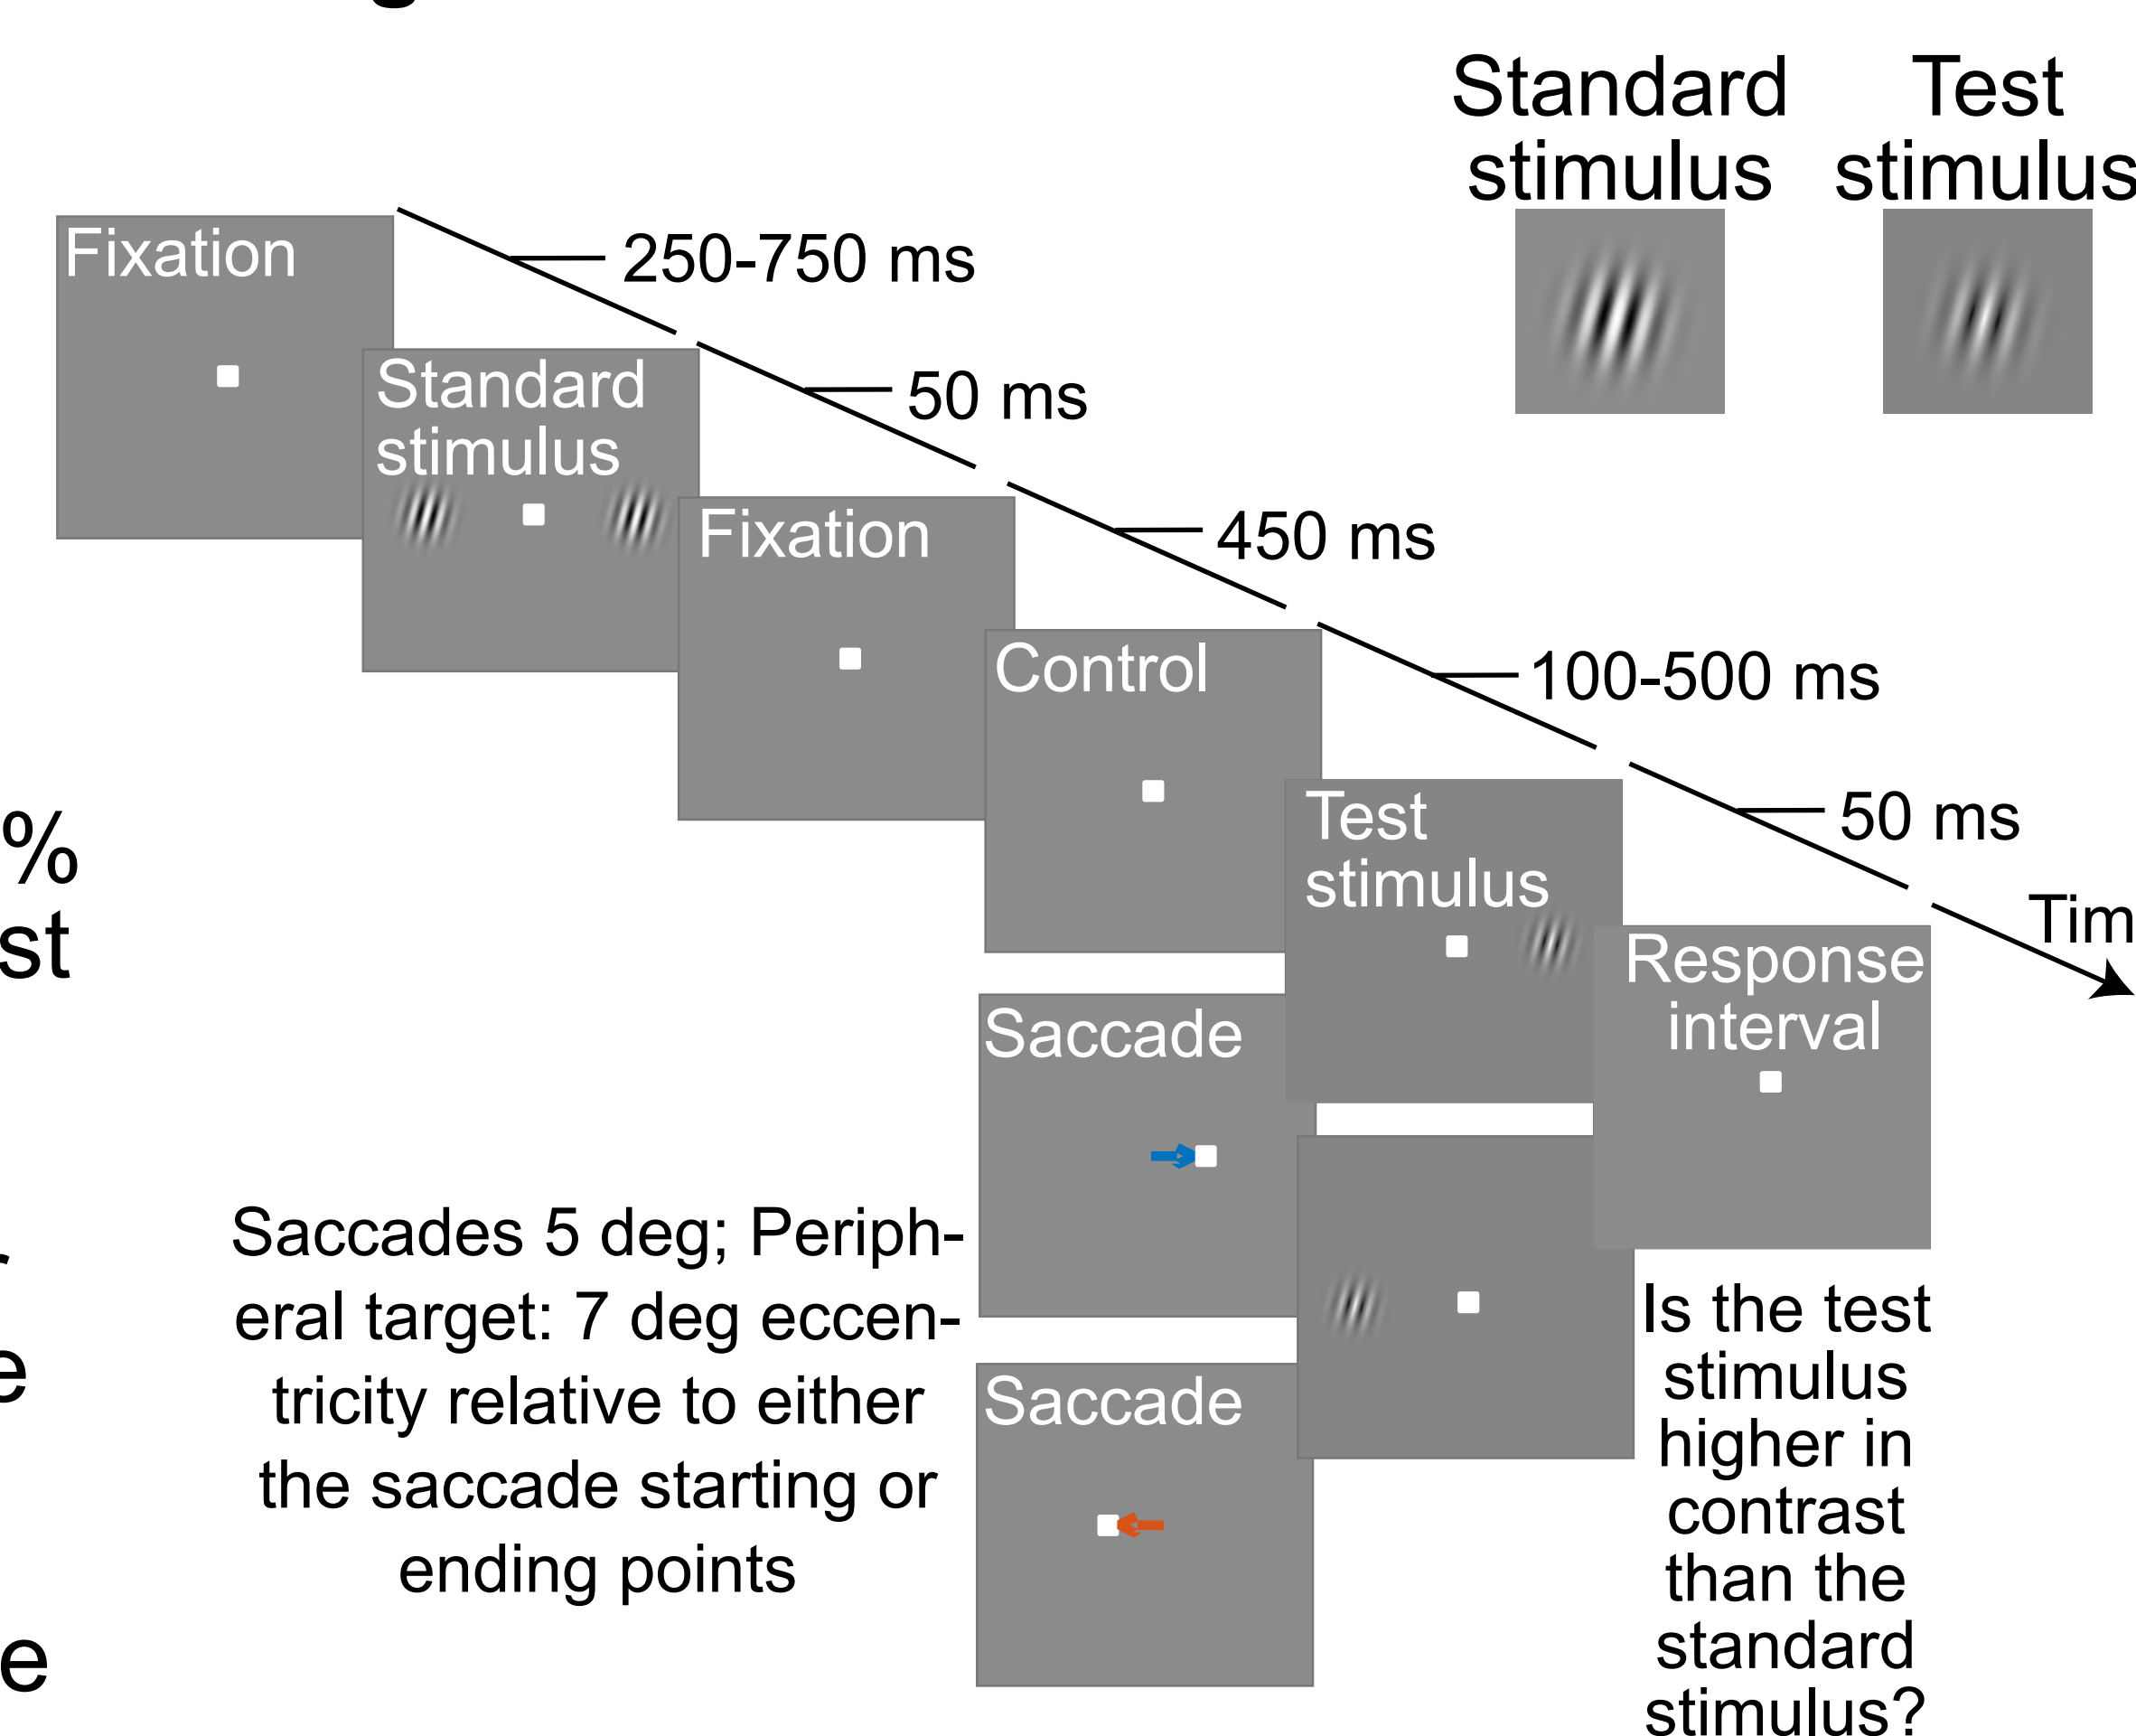 Standard
stimulus
Test
stimulus
Fixation
250-750 ms
Standard
stimulus
50 ms
Fixation
450 ms
Control
100-500 ms
Test
stimulus
50 ms
Tim
Response
interval
%
st
Saccade
Saccades 5 deg; Periph-
eral target: 7 deg eccen-
tricity relative to either
the saccade starting or
ending points
Saccade
Is the test
stimulus
higher in
contrast
than the
standard
stimulus?
e
e